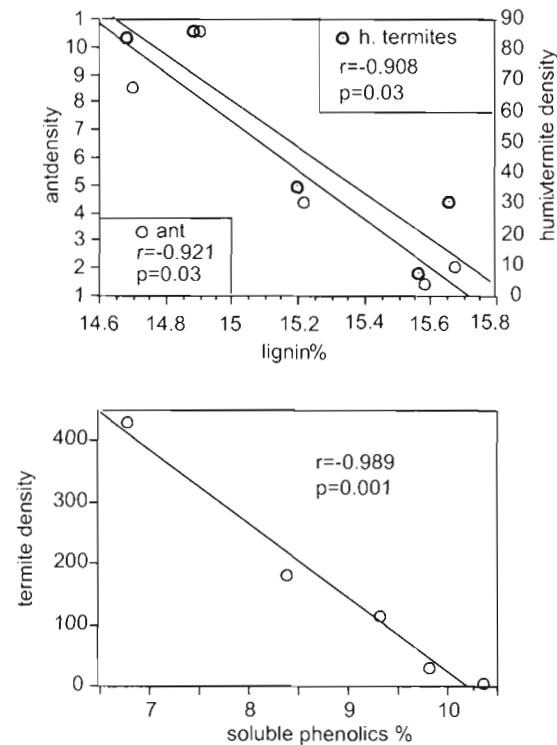 1
10
9
8
7
6
5
4
3
2
1
antdensity
h. termites
r=-0.908
p=0.03
ant
r=-0.921
p=0.03
90
80
70
60
50
40
30
20
10
0
humivtermite density
14.6 14.8 15 15.2 15.4 15.6 15.8
lignin%
400
300
200
100
0
termite density
r=-0.989
p=0.001
7 8 9 10
soluble phenolics %